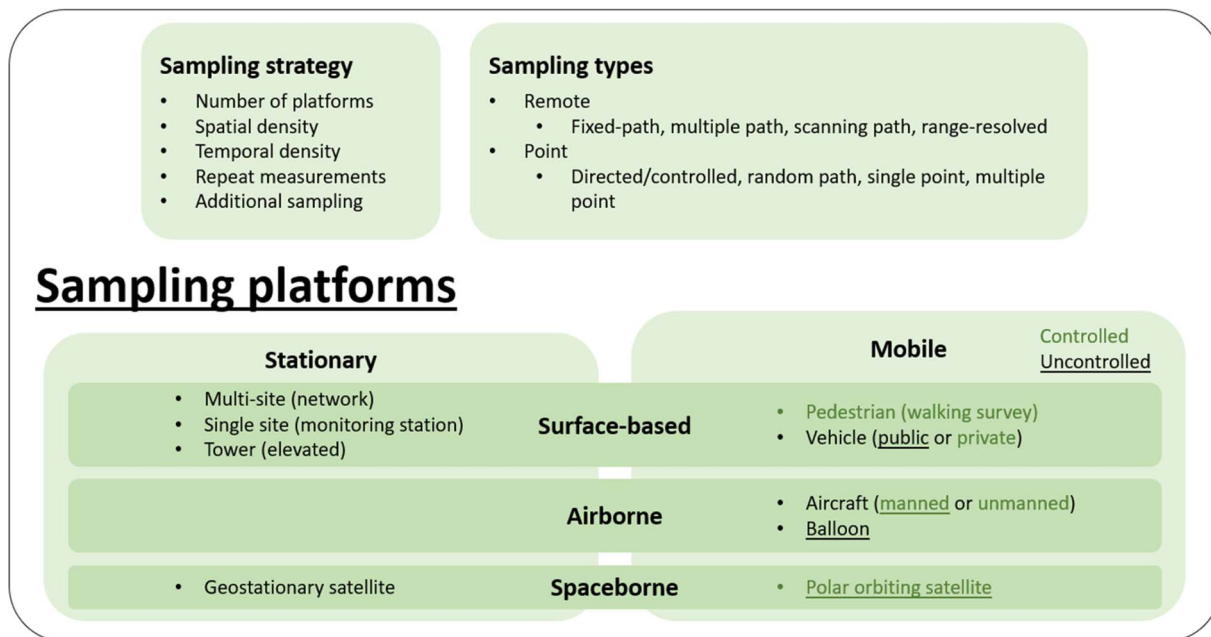 Sampling strategy
• Number of platforms
• Spatial density
• Temporal density
• Repeat measurements
• Additional sampling
Sampling types
• Remote
• Fixed-path, multiple path, scanning path, range-resolved
• Point
• Directed/controlled, random path, single point, multiple
point
Sampling platforms
Stationary
Mobile
Controlled
Uncontrolled
• Multi-site (network)
• Single site (monitoring station)
• Tower (elevated)
Surface-based
• Pedestrian (walking survey)
• Vehicle (public or private)
Airborne
• Aircraft (manned or unmanned)
• Balloon
• Geostationary satellite
Spaceborne
• Polar orbiting satellite